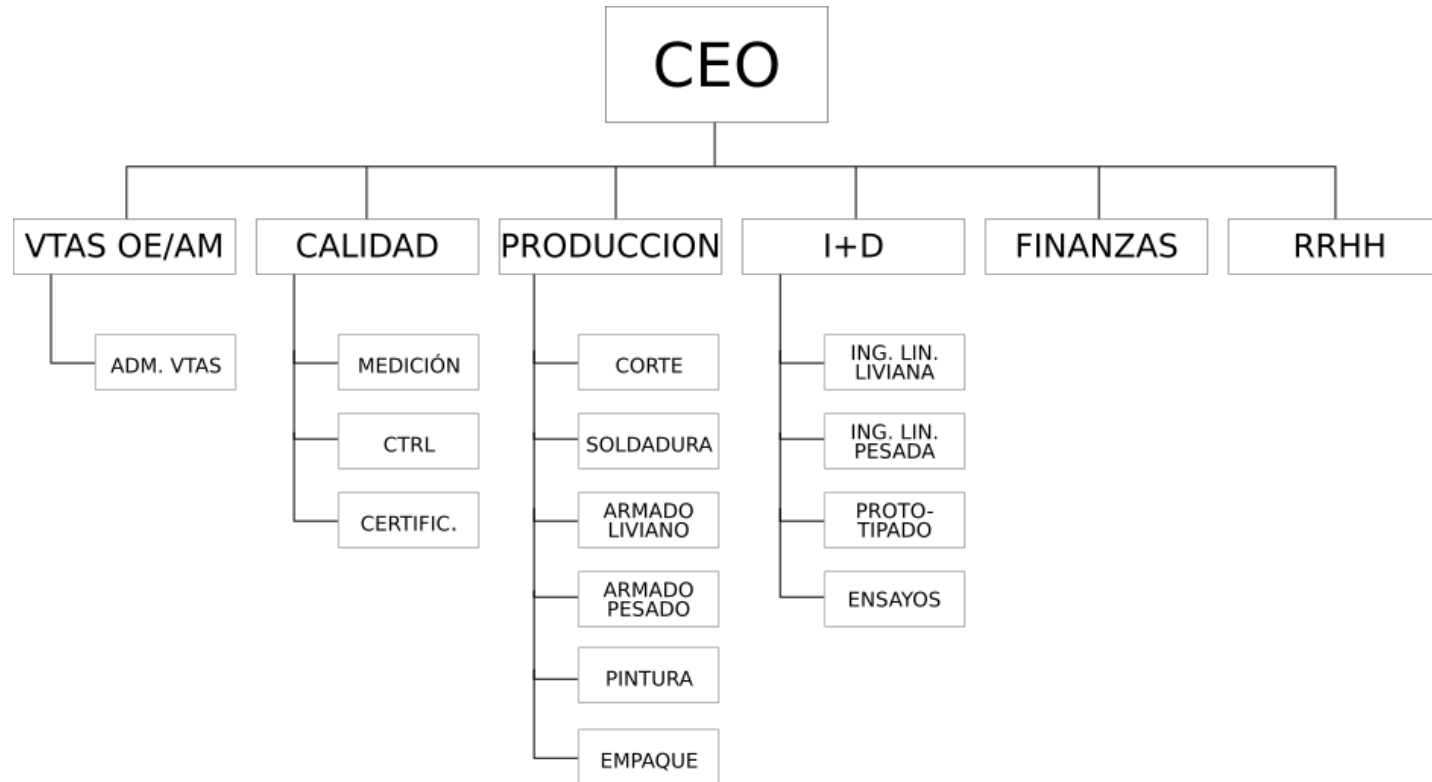 CEO
VTAS OE/AM
CALIDAD
PRODUCCION
I+D
FINANZAS
RRHH
ADM. VTAS
MEDICIÓN
CTRL
CERTIFIC.
CORTE
SOLDADURA
ARMADO
LIVIANO
ARMADO
PESADO
PINTURA
EMPAQUE
ING. LIN.
LIVIANA
ING. LIN.
PESADA
PROTO-
TIPADO
ENSAYOS